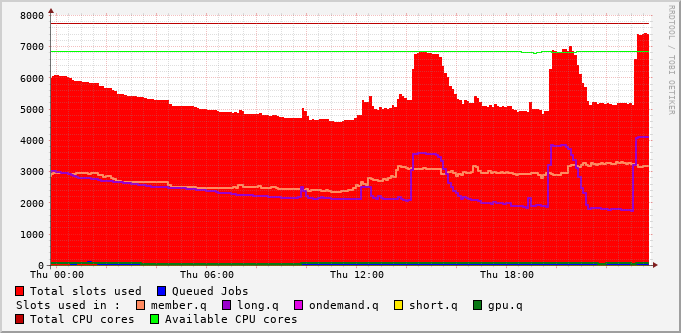 8000
7000
6000
5000
4000
3000
2000
1000
0
Thu 00:00 Thu 06:00 Thu 12:00 Thu 18:00
RRDTOOL / TOBI OETIKER
Total slots used Queued Jobs
Slots used in : member.q long.q ondemand.q short.q gpu.q
Total CPU cores Available CPU cores